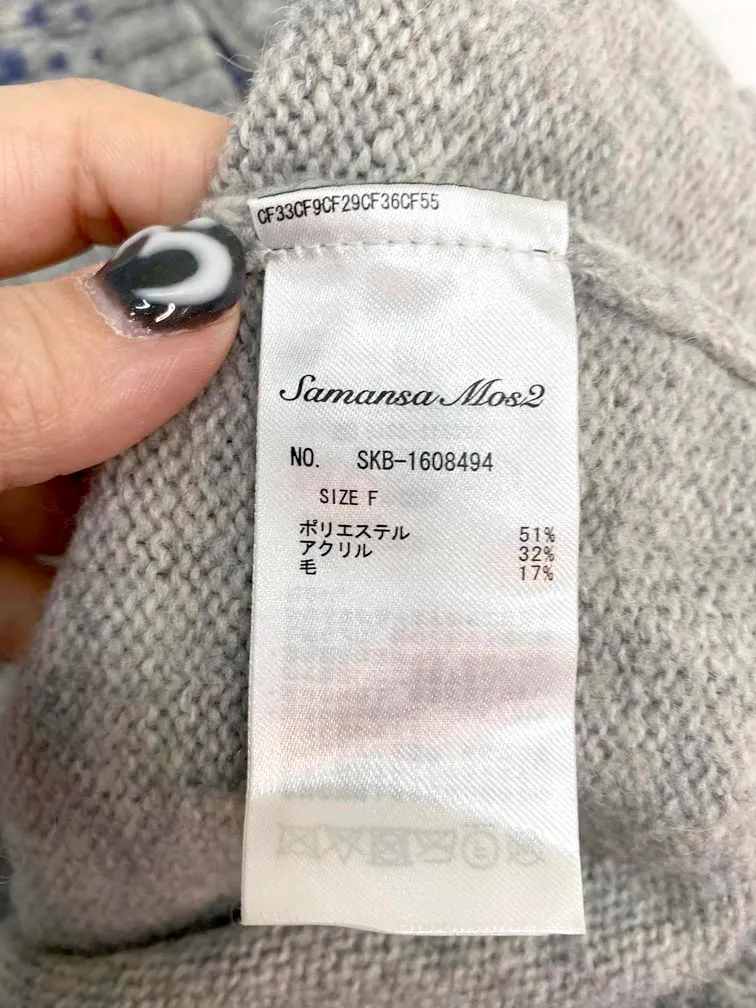 CF33CF9CF29CF36CF55
Samansa Mos2
NO. SKB-1608494
SIZE F
ポリエステル 51%
アクリル 32%
毛 17%